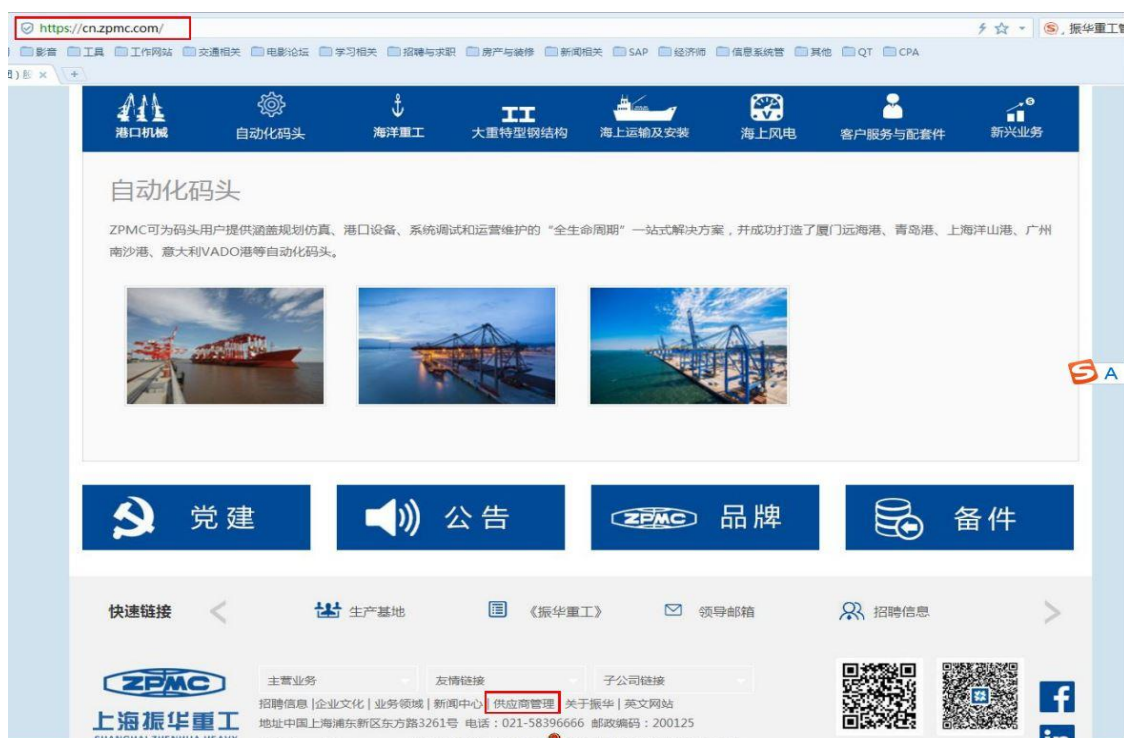 https://cn.zpmc.com/
振华重工
影音 工具 工作网站 交通相关 电影论坛 学习相关 招聘与求职 房产与装修 新闻相关 SAP 经济师 信息系统管 其他 QT CPA
港口机械 自动化码头 海洋重工 大重特型钢结构 海上运输及安装 海上风电 客户服务与配套件 新兴业务
自动化码头
ZPMC可为码头用户提供涵盖规划仿真、港口设备、系统调试和运营维护的“全生命周期”一站式解决方案，并成功打造了厦门远海港、青岛港、上海洋山港、广州
南沙港、意大利VADO港等自动化码头。
A
党建 公告 ZPMC 品牌 备件
快速链接 生产基地 《振华重工》 领导邮箱 招聘信息
ZPMC
主营业务 友情链接 子公司链接
招聘信息|企业文化|业务领域|新闻中心|供应商管理|关于振华|英文网站
上海振华重工
地址中国上海浦东新区东方路3261号 电话：021-58396666 邮政编码：200125